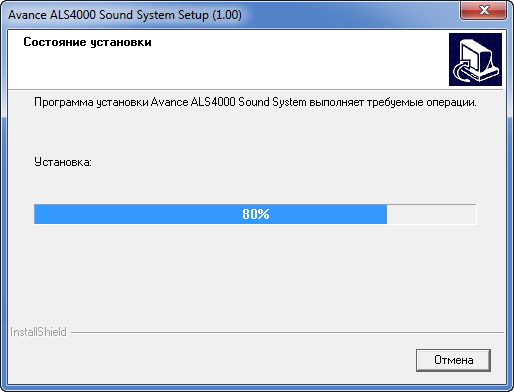 Avance ALS4000 Sound System Setup (1.00)
Состояние установки
Программа установки Avance ALS4000 Sound System выполняет требуемые операции.
Установка:
80%
InstallShield
Отмена